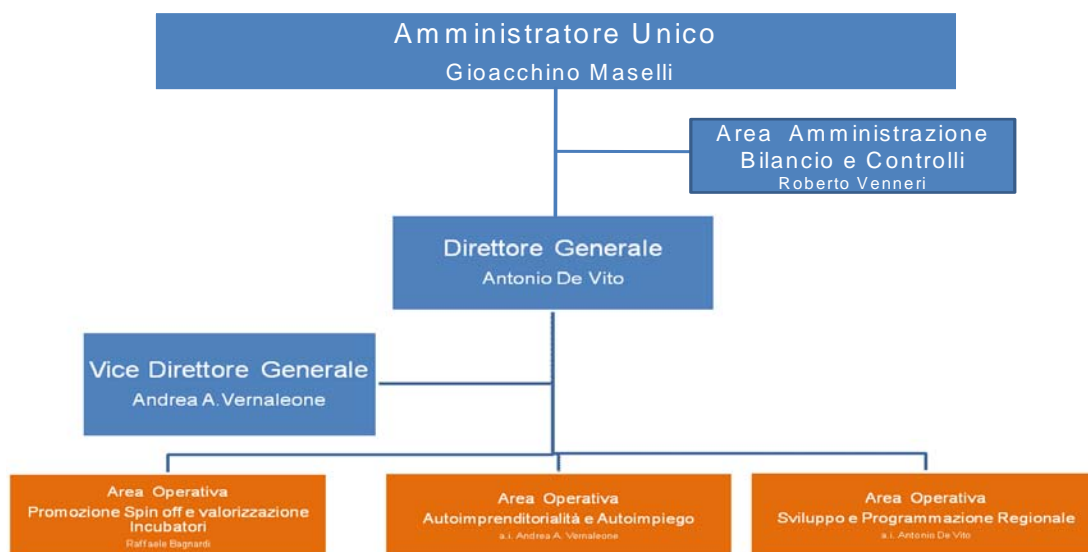 Amministratore Unico
Gioacchino Maselli
Area Amministrazione
Bilancio e Controlli
Roberto Venneri
Direttore Generale
Antonio De Vito
Vice Direttore Generale
Andrea A. Vernaleone
Area Operativa
Promozione Spin off e valorizzazione
Incubatori
Raffaele Bagnardi
Area Operativa
Autoimprenditorialità e Autoimpiego
a.i. Andrea A. Vernaleone
Area Operativa
Sviluppo e Programmazione Regionale
a.i. Antonio De Vito